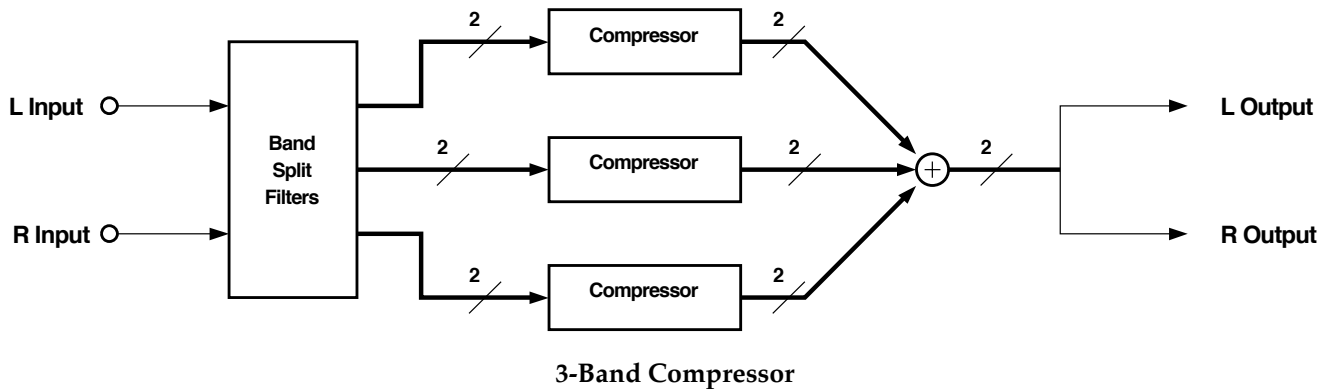 2
Compressor
2
L Input
L Output
Band
Split
Filters
2
Compressor
2
+
2
R Input
R Output
2
Compressor
2
3-Band Compressor